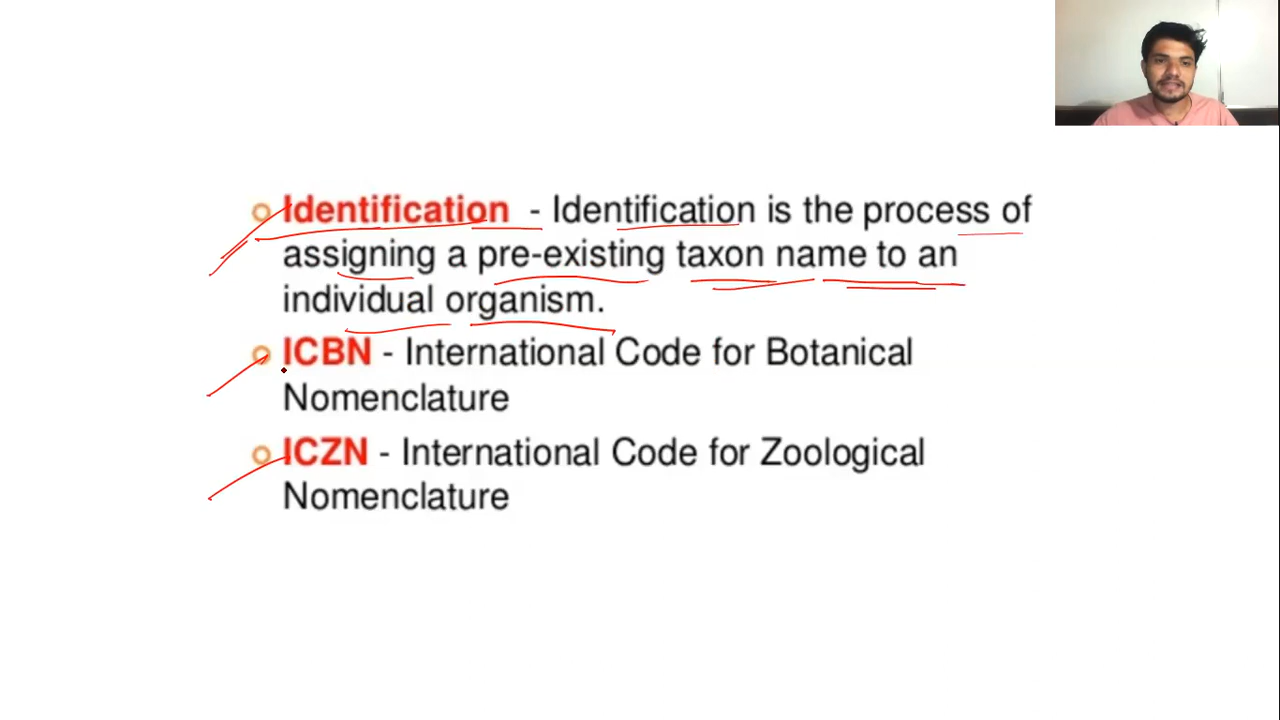 Identification - Identification is the process of
assigning a pre-existing taxon name to an
individual organism.
ICBN - International Code for Botanical
Nomenclature
ICZN - International Code for Zoological
Nomenclature